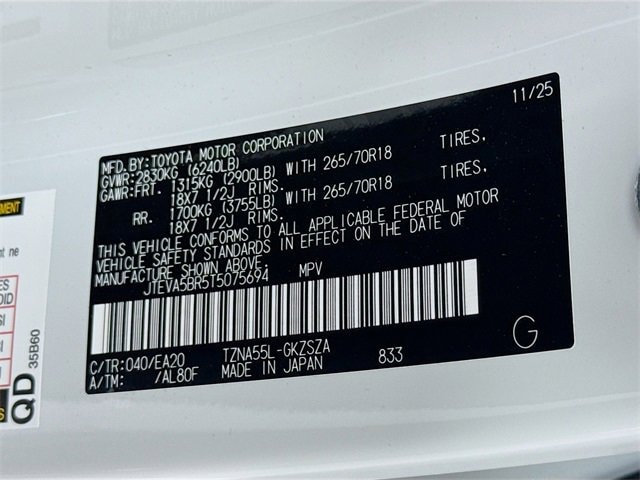 11/25
MFD.BY:TOYOTA MOTOR CORPORATION
GVWR:2830KG (6240LB)
GAWR:FRT. 1315KG (2900LB) WITH 265/70R18 TIRES.
18X7 1/2J RIMS.
RR. 1700KG (3755LB) WITH 265/70R18 TIRES.
18X7 1/2J RIMS.
THIS VEHICLE CONFORMS TO ALL APPLICABLE FEDERAL MOTOR
VEHICLE SAFETY STANDARDS IN EFFECT ON THE DATE OF
MANUFACTURE SHOWN ABOVE.
JTEVA5BR5T5075694 MPV
C/TR:040/EA20 TZNA55L-GKZSZA 833
A/TM: /AL80F MADE IN JAPAN
G
QD
35B60